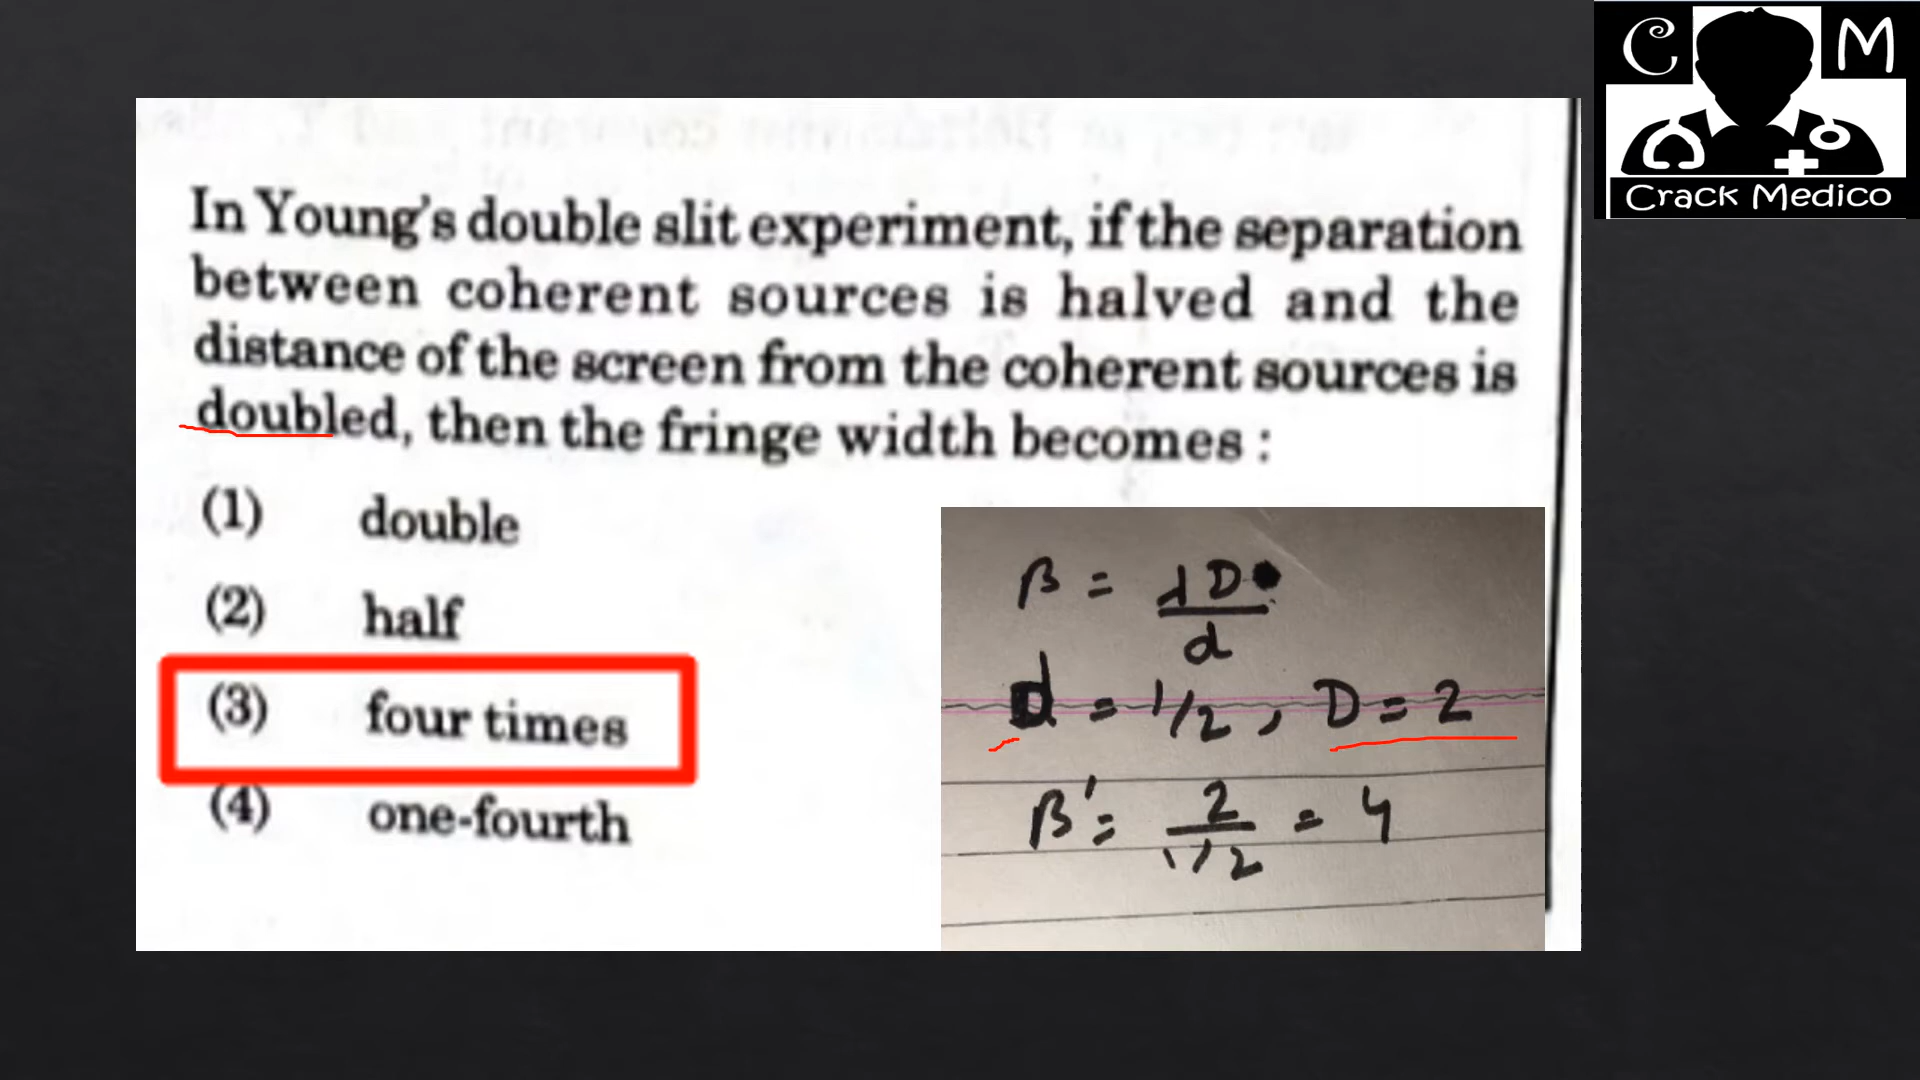 C M
Crack Medico
In Young's double slit experiment, if the separation
between coherent sources is halved and the
distance of the screen from the coherent sources is
doubled, then the fringe width becomes :
(1) double
(2) half
(3) four times
(4) one-fourth
β = λD
d
d = 1/2, D = 2
β' = 2 = 4
1/2